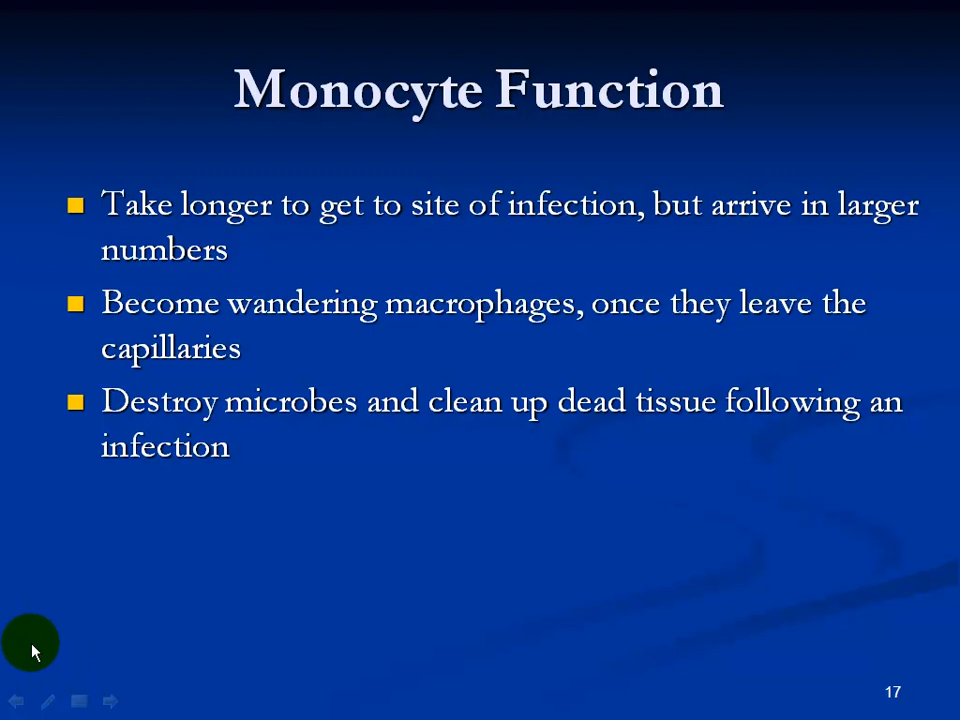 Monocyte Function
Take longer to get to site of infection, but arrive in larger
numbers
Become wandering macrophages, once they leave the
capillaries
Destroy microbes and clean up dead tissue following an
infection
17